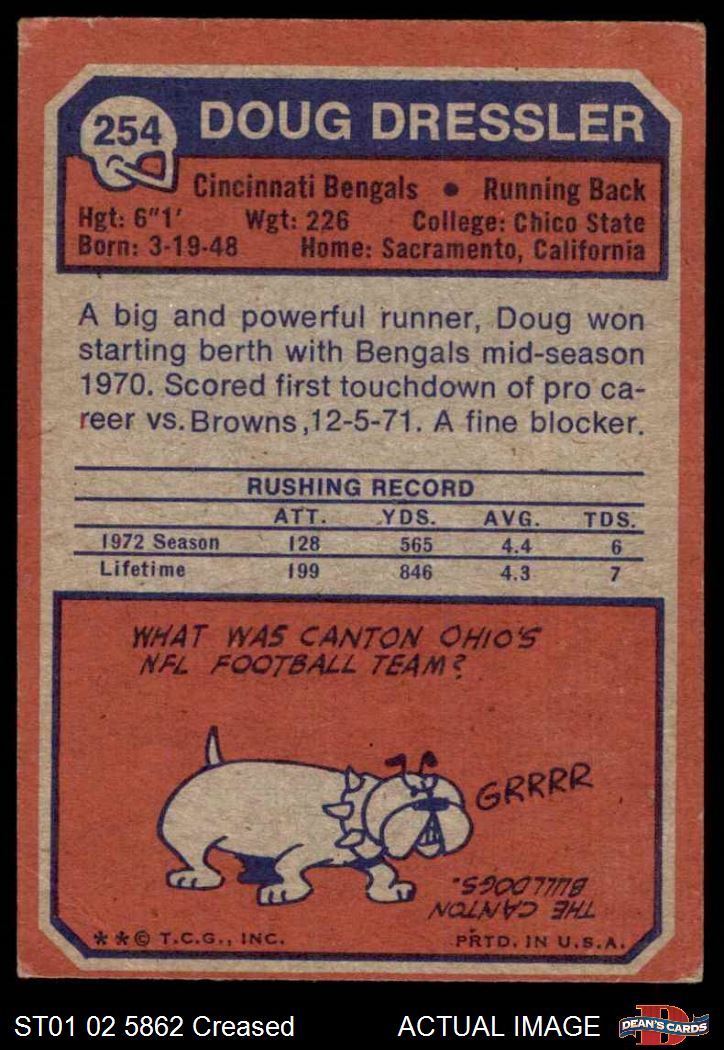 254 DOUG DRESSLER
Cincinnati Bengals ● Running Back
Hgt: 6"1' Wgt: 226 College: Chico State
Born: 3-19-48 Home: Sacramento, California
A big and powerful runner, Doug won
starting berth with Bengals mid-season
1970. Scored first touchdown of pro ca-
reer vs. Browns ,12-5-71. A fine blocker.
RUSHING RECORD
ATT. YDS. AVG. TDS.
1972 Season 128 565 4.4 6
Lifetime 199 846 4.3 7
WHAT WAS CANTON OHIO'S
NFL FOOTBALL TEAM?
GRRRR
THE CANTON
BULLDOGS.
* * © T.C.G., INC. PRTD. IN U.S.A.
ST01 02 5862 Creased ACTUAL IMAGE
D
DEAN'S CARDS